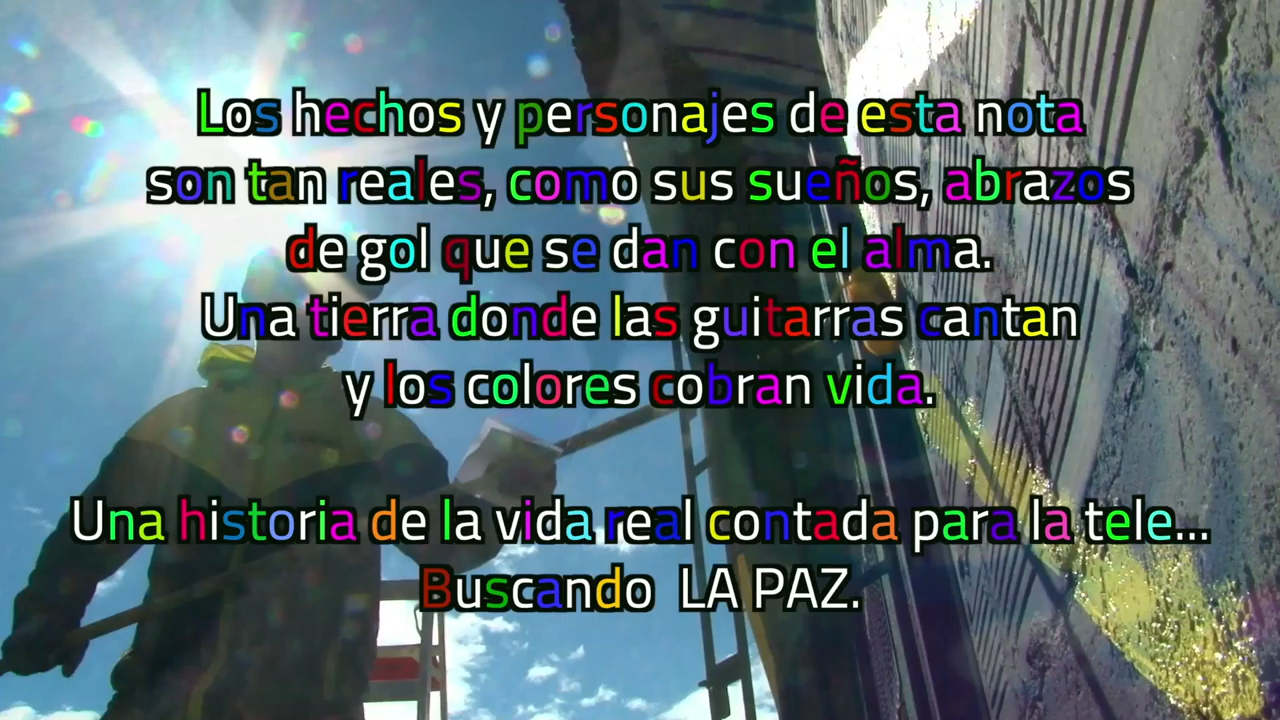 Los hechos y personajes de esta nota
son tan reales, como sus sueños, abrazos
de gol que se dan con el alma.
Una tierra donde las guitarras cantan
y los colores cobran vida.
Una historia de la vida real contada para la tele...
Buscando LA PAZ.